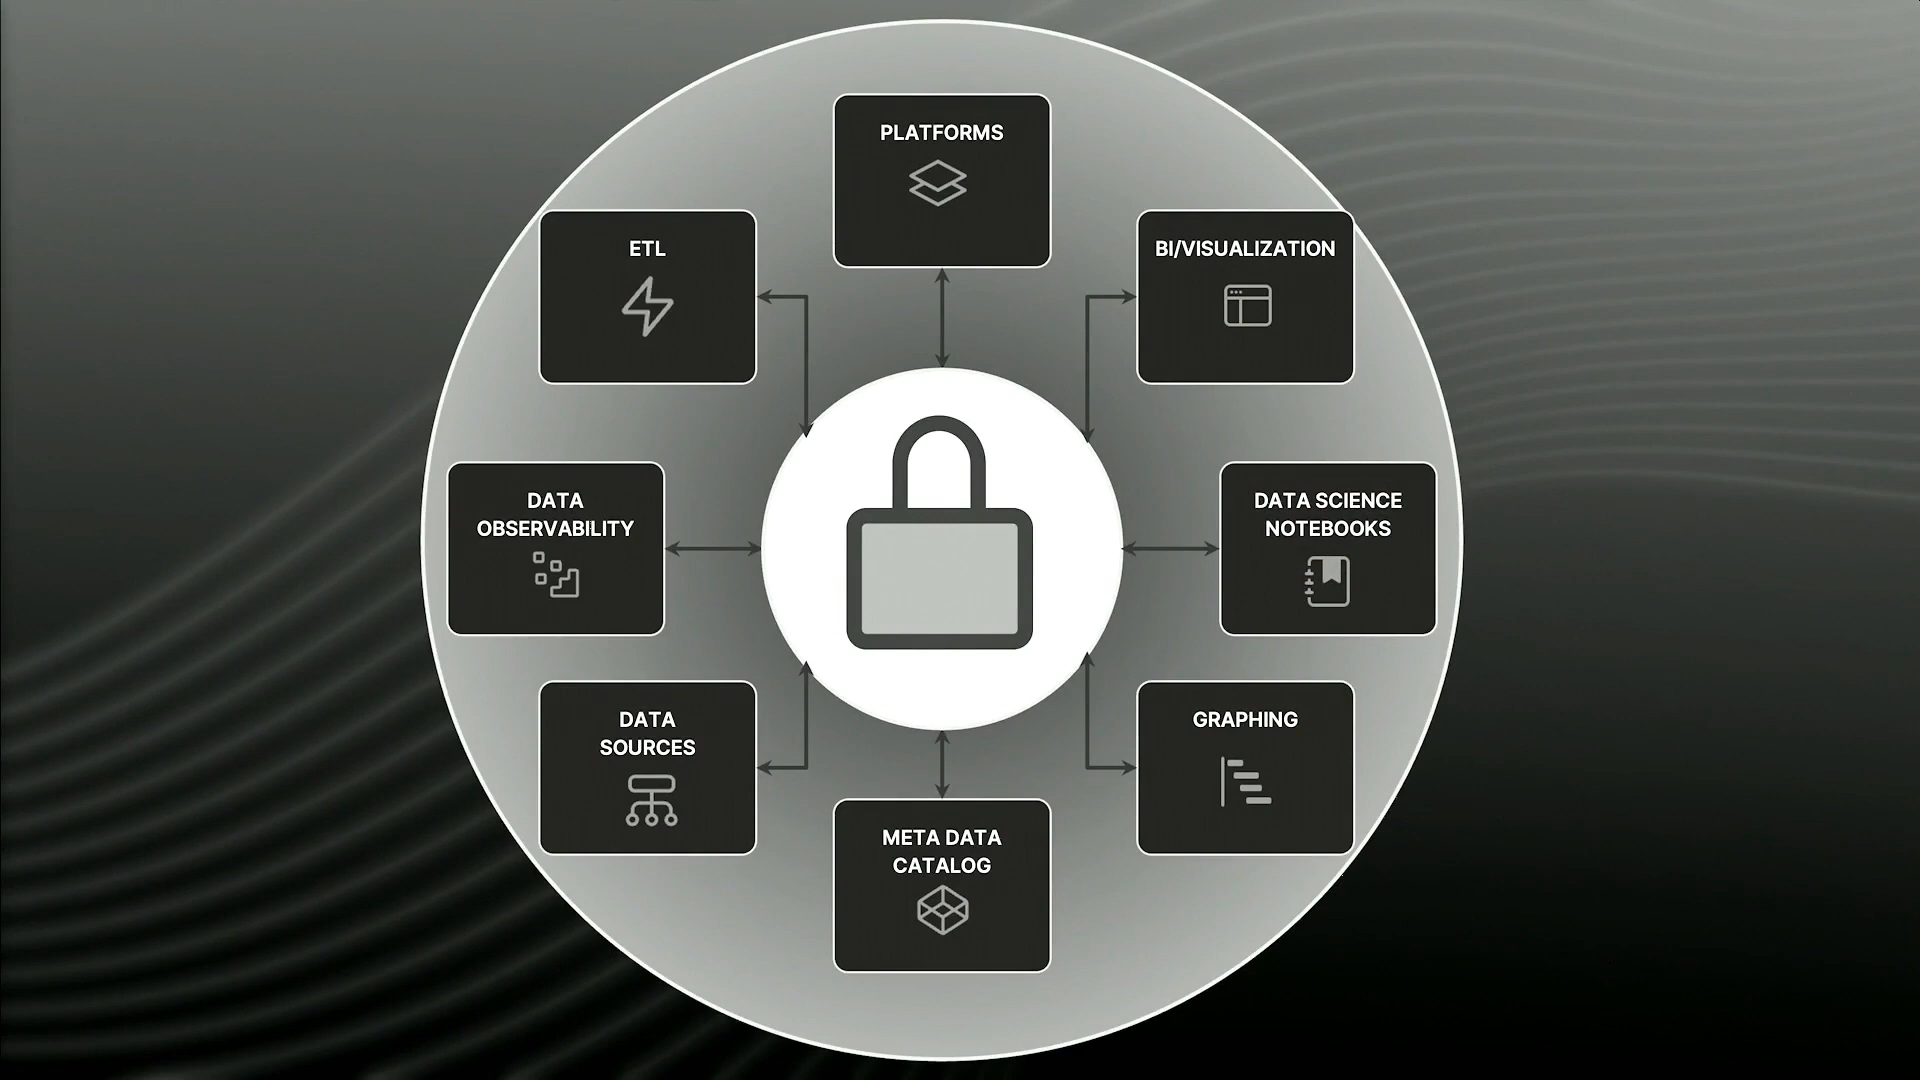 PLATFORMS
ETL
BI/VISUALIZATION
DATA
OBSERVABILITY
DATA SCIENCE
NOTEBOOKS
DATA
SOURCES
GRAPHING
META DATA
CATALOG